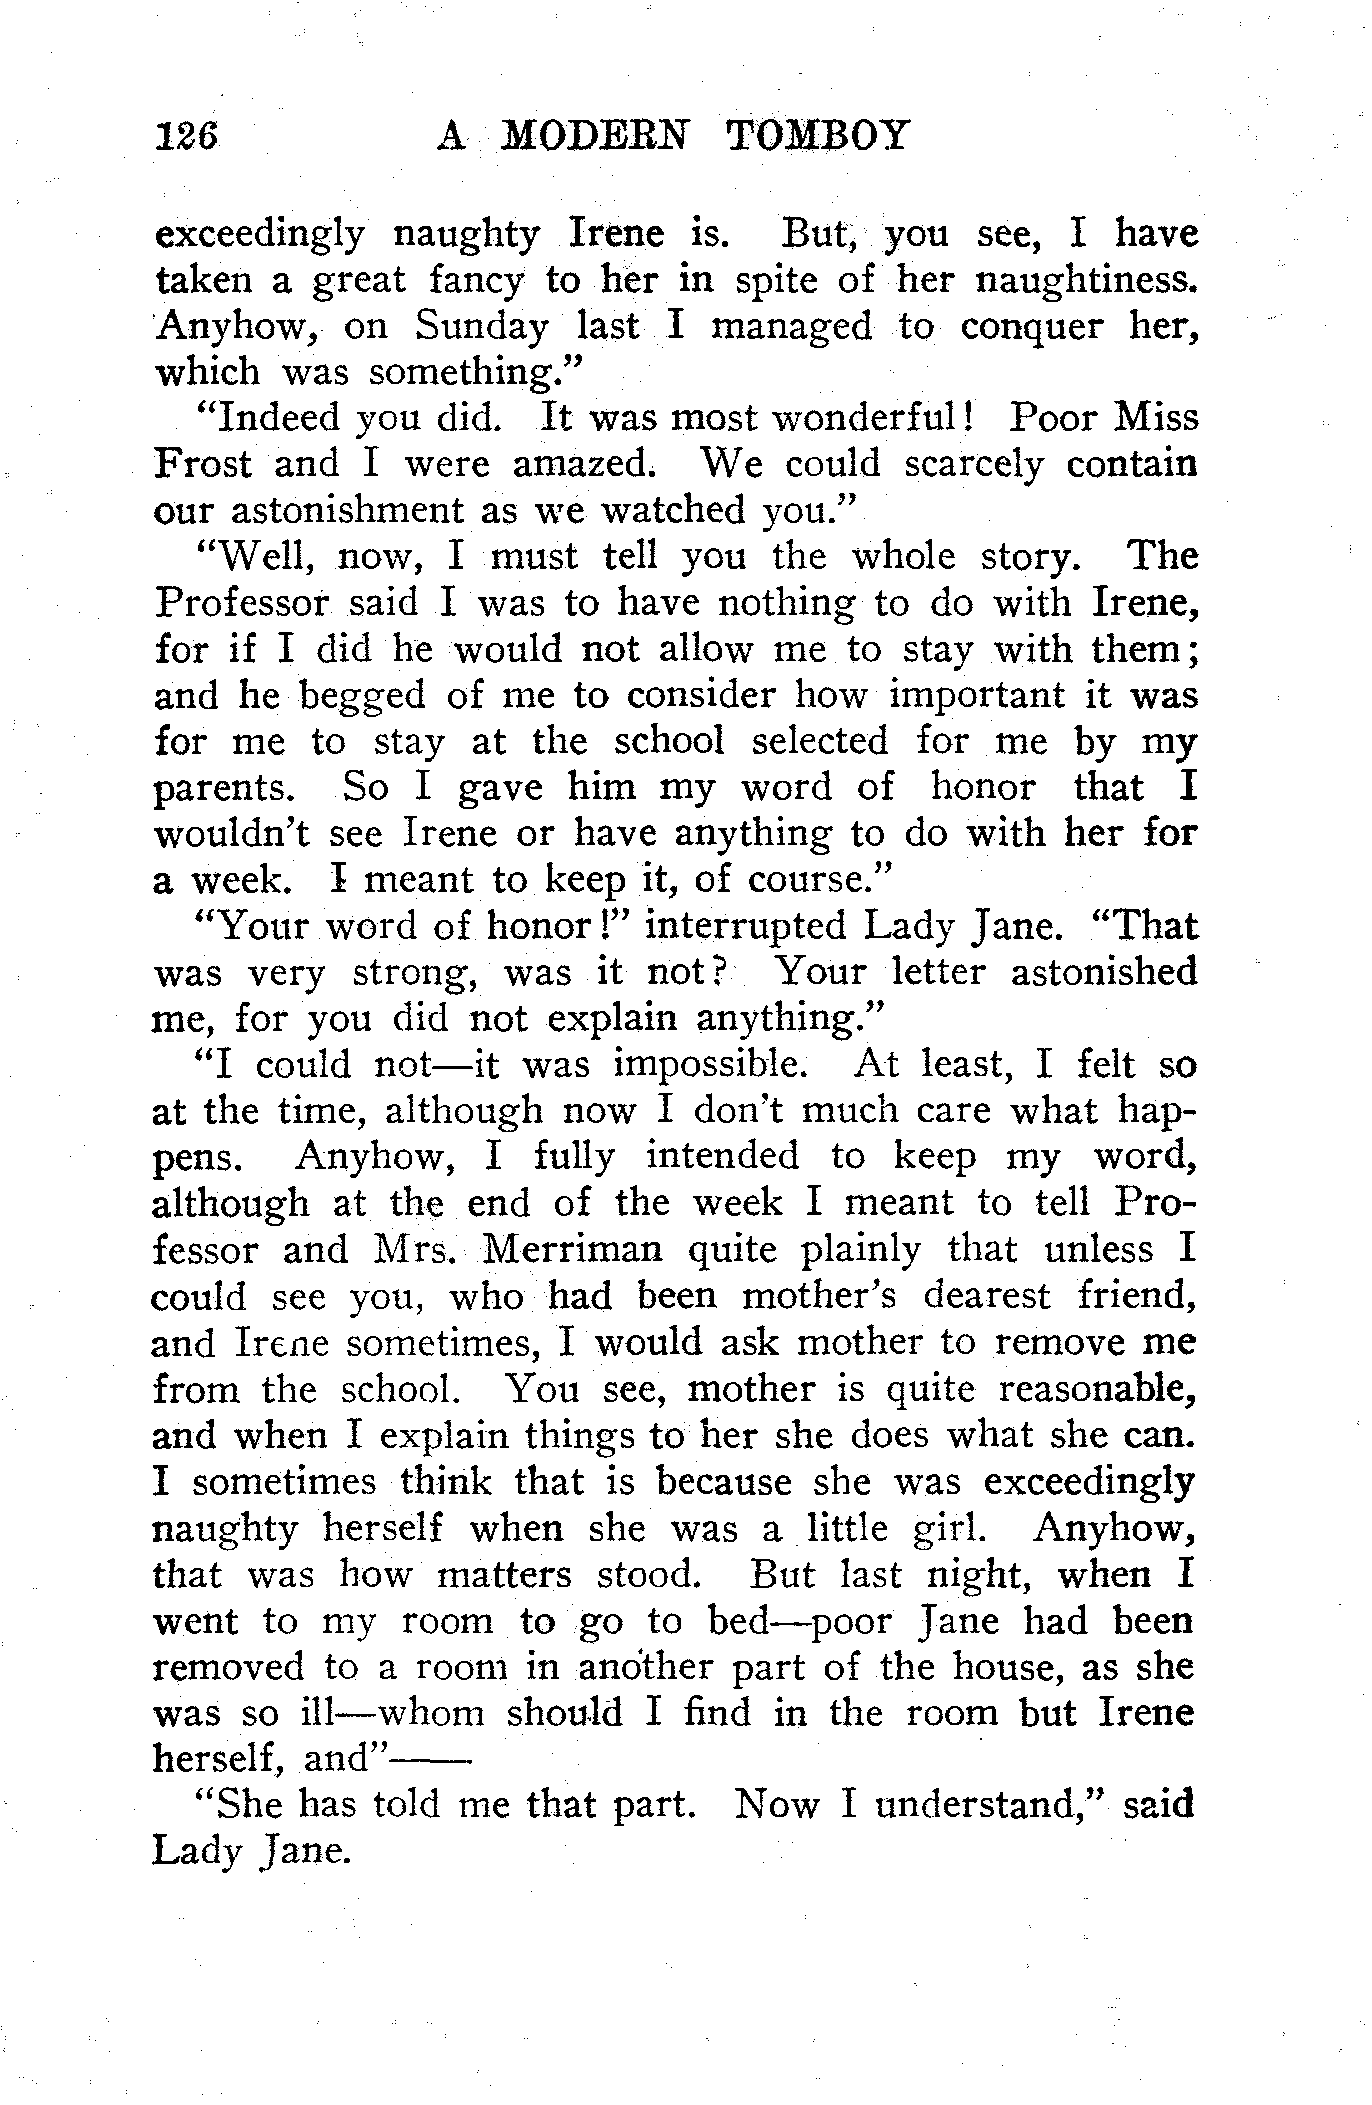 126 A MODERN TOMBOY
exceedingly naughty Irene is. But, you see, I have
taken a great fancy to her in spite of her naughtiness.
Anyhow, on Sunday last I managed to conquer her,
which was something.”
“Indeed you did. It was most wonderful! Poor Miss
Frost and I were amazed. We could scarcely contain
our astonishment as we watched you.”
“Well, now, I must tell you the whole story. The
Professor said I was to have nothing to do with Irene,
for if I did he would not allow me to stay with them;
and he begged of me to consider how important it was
for me to stay at the school selected for me by my
parents. So I gave him my word of honor that I
wouldn’t see Irene or have anything to do with her for
a week. I meant to keep it, of course.”
“Your word of honor!” interrupted Lady Jane. “That
was very strong, was it not? Your letter astonished
me, for you did not explain anything.”
“I could not—it was impossible. At least, I felt so
at the time, although now I don’t much care what hap-
pens. Anyhow, I fully intended to keep my word,
although at the end of the week I meant to tell Pro-
fessor and Mrs. Merriman quite plainly that unless I
could see you, who had been mother’s dearest friend,
and Irene sometimes, I would ask mother to remove me
from the school. You see, mother is quite reasonable,
and when I explain things to her she does what she can.
I sometimes think that is because she was exceedingly
naughty herself when she was a little girl. Anyhow,
that was how matters stood. But last night, when I
went to my room to go to bed—poor Jane had been
removed to a room in another part of the house, as she
was so ill—whom should I find in the room but Irene
herself, and”——
“She has told me that part. Now I understand,” said
Lady Jane.